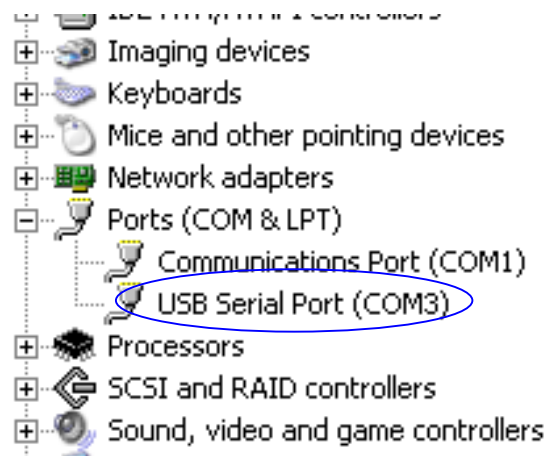 Imaging devices
Keyboards
Mice and other pointing devices
Network adapters
Ports (COM & LPT)
Communications Port (COM1)
USB Serial Port (COM3)
Processors
SCSI and RAID controllers
Sound, video and game controllers